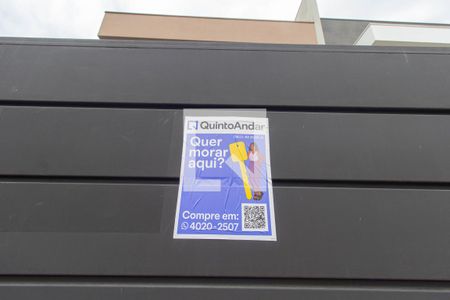 QuintoAndar
Quer
morar
aqui?
Compre em:
4020-2507